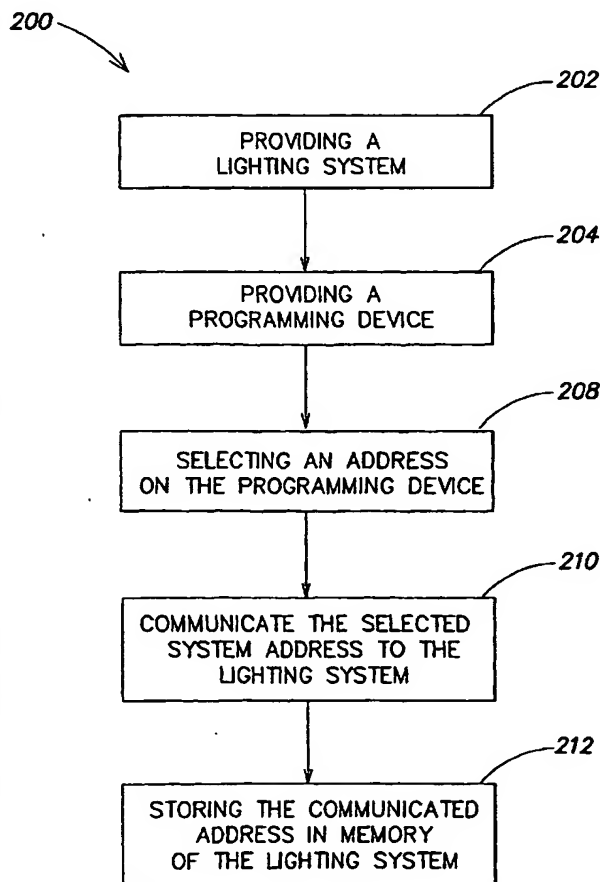 200
202
PROVIDING A
LIGHTING SYSTEM
204
PROVIDING A
PROGRAMMING DEVICE
208
SELECTING AN ADDRESS
ON THE PROGRAMMING DEVICE
210
COMMUNICATE THE SELECTED
SYSTEM ADDRESS TO THE
LIGHTING SYSTEM
212
STORING THE COMMUNICATED
ADDRESS IN MEMORY
OF THE LIGHTING SYSTEM